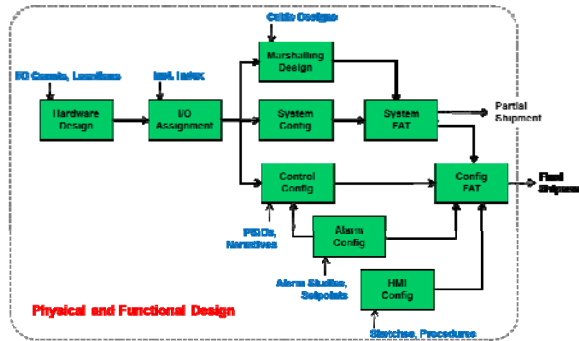 Cable Designs
I/O Counts, Locations
Inst. Index
Marshalling
Design
Hardware
Design
I/O
Assignment
System
Config
System
FAT
Partial
Shipment
Control
Config
Config
FAT
Final
Shipment
P&IDs,
Narratives
Alarm
Config
Alarm Studies,
Setpoints
HMI
Config
Physical and Functional Design
Sketches, Procedures